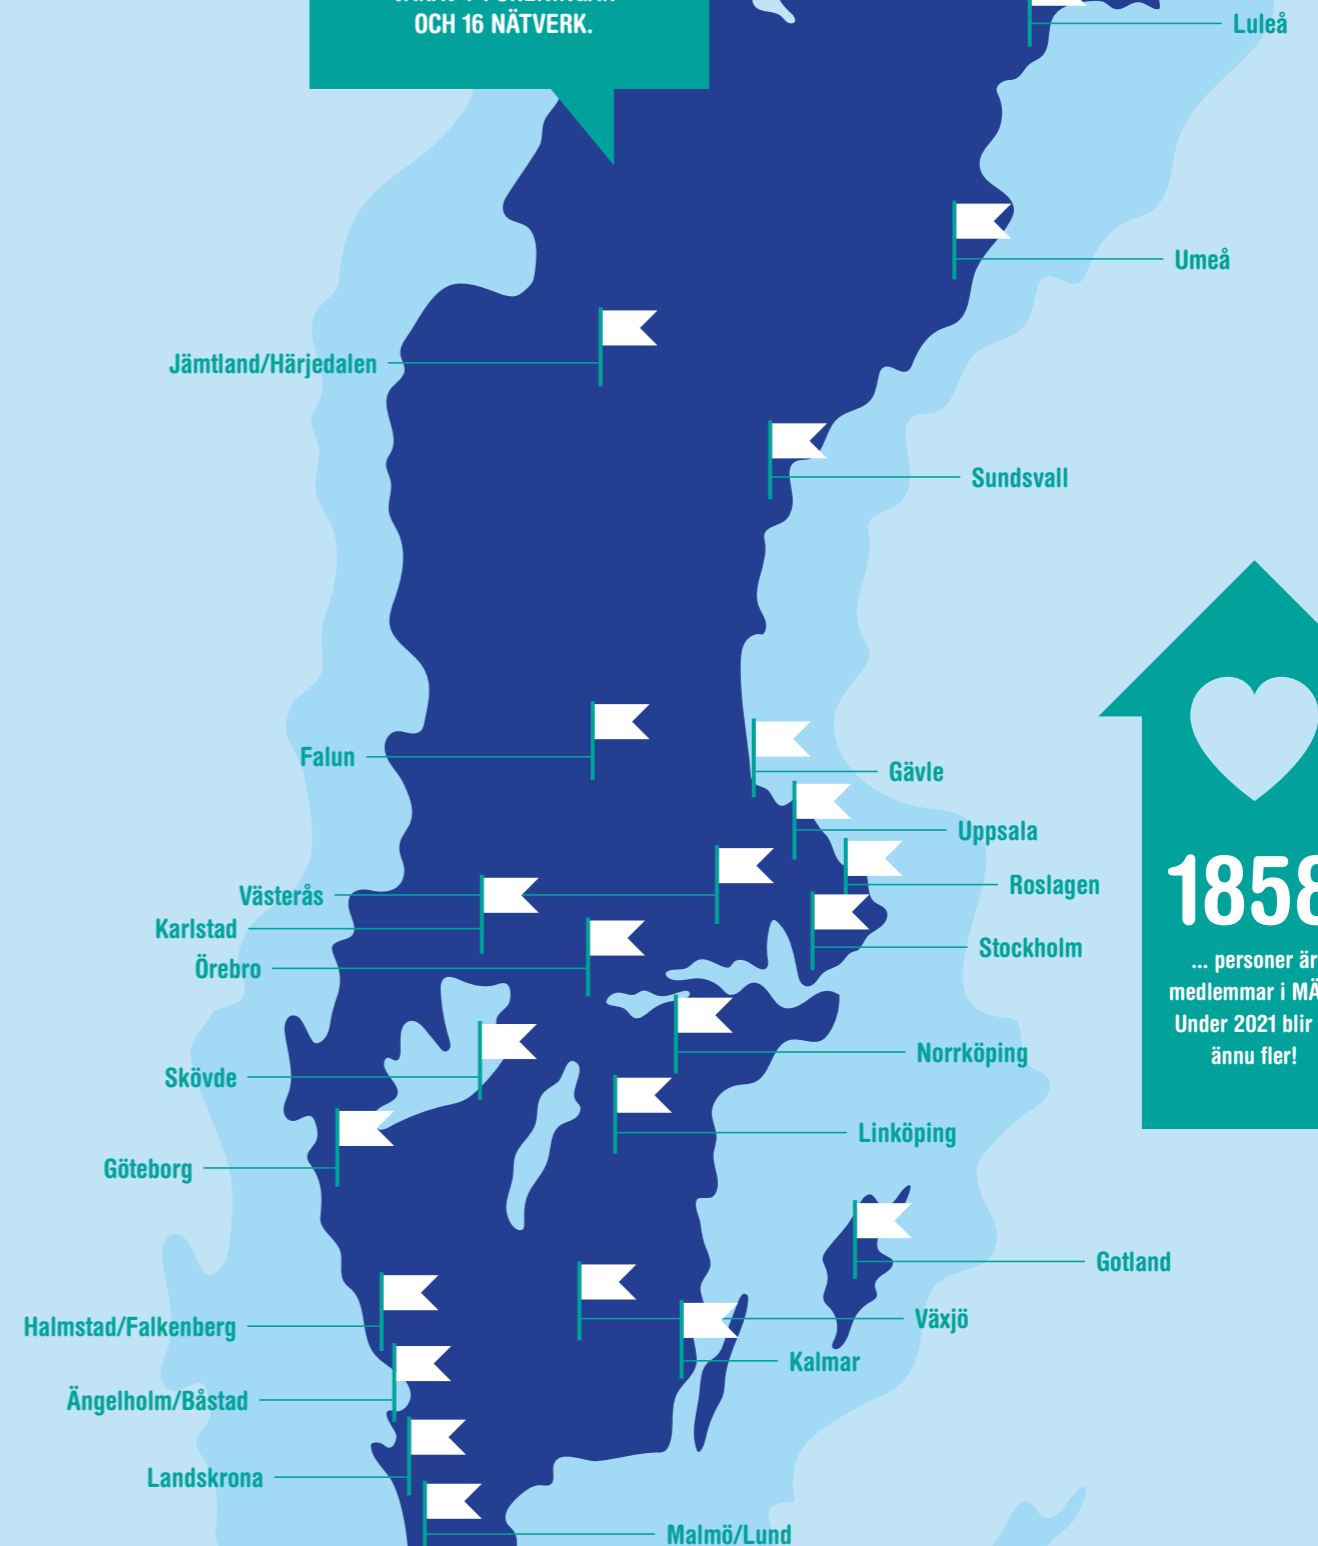 OCH 16 NÄTVERK.
Luleå
Umeå
Jämtland/Härjedalen
Sundsvall
Falun
Gävle
Uppsala
Västerås
Roslagen
Karlstad
Stockholm
Örebro
Norrköping
Skövde
Linköping
Göteborg
Gotland
Halmstad/Falkenberg
Växjö
Kalmar
Ängelholm/Båstad
Landskrona
Malmö/Lund
1858
... personer är
medlemmar i MÄ
Under 2021 blir
ännu fler!